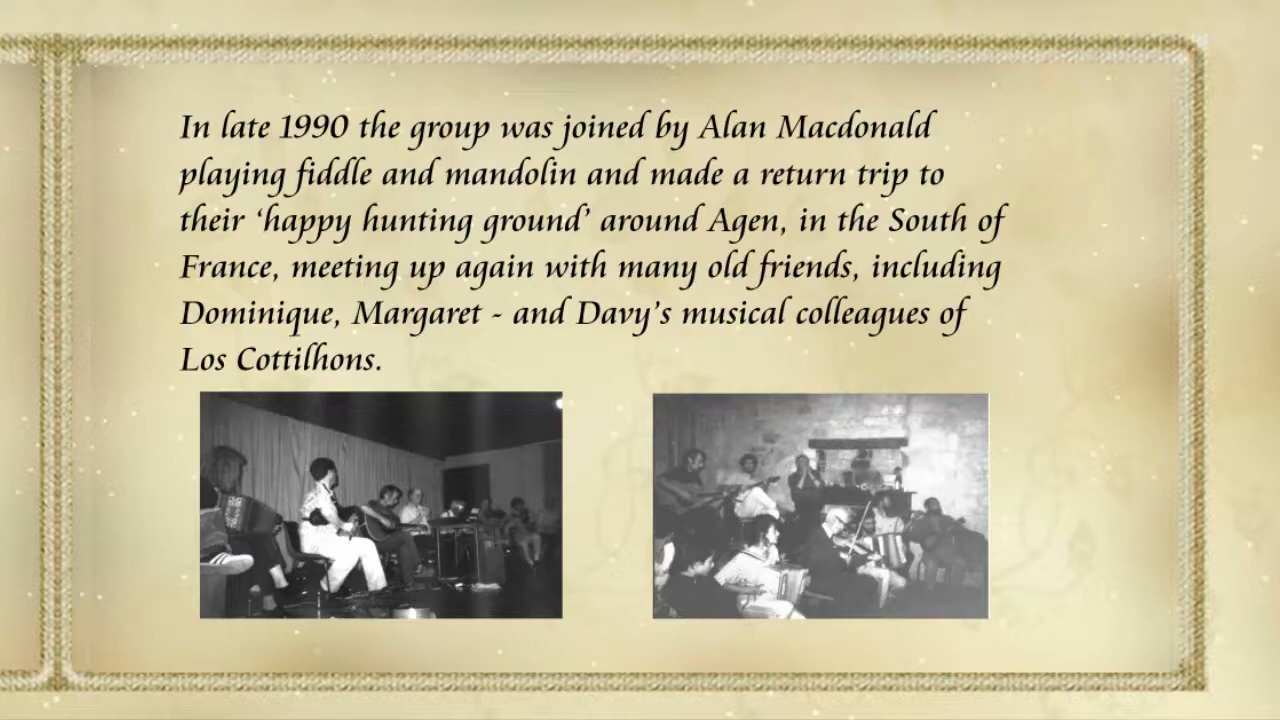 In late 1990 the group was joined by Alan Macdonald
playing fiddle and mandolin and made a return trip to
their ‘happy hunting ground’ around Agen, in the South of
France, meeting up again with many old friends, including
Dominique, Margaret - and Davy’s musical colleagues of
Los Cottilhons.